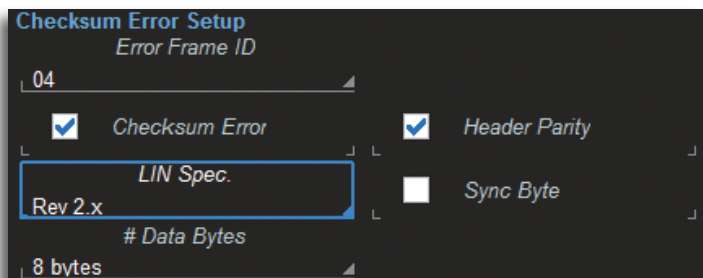 Checksum Error Setup
Error Frame ID
04
Checksum Error
Header Parity
LIN Spec.
Rev 2.x
Sync Byte
# Data Bytes
8 bytes